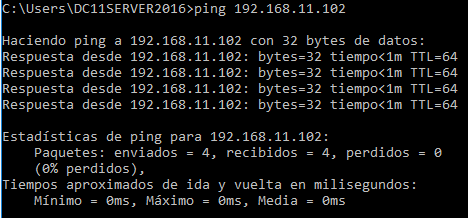 C:\Users\DC11SERVER2016>ping 192.168.11.102
Haciendo ping a 192.168.11.102 con 32 bytes de datos:
Respuesta desde 192.168.11.102: bytes=32 tiempo<1m TTL=64
Respuesta desde 192.168.11.102: bytes=32 tiempo<1m TTL=64
Respuesta desde 192.168.11.102: bytes=32 tiempo<1m TTL=64
Respuesta desde 192.168.11.102: bytes=32 tiempo<1m TTL=64
Estadísticas de ping para 192.168.11.102:
Paquetes: enviados = 4, recibidos = 4, perdidos = 0
(0% perdidos),
Tiempos aproximados de ida y vuelta en milisegundos:
Mínimo = 0ms, Máximo = 0ms, Media = 0ms